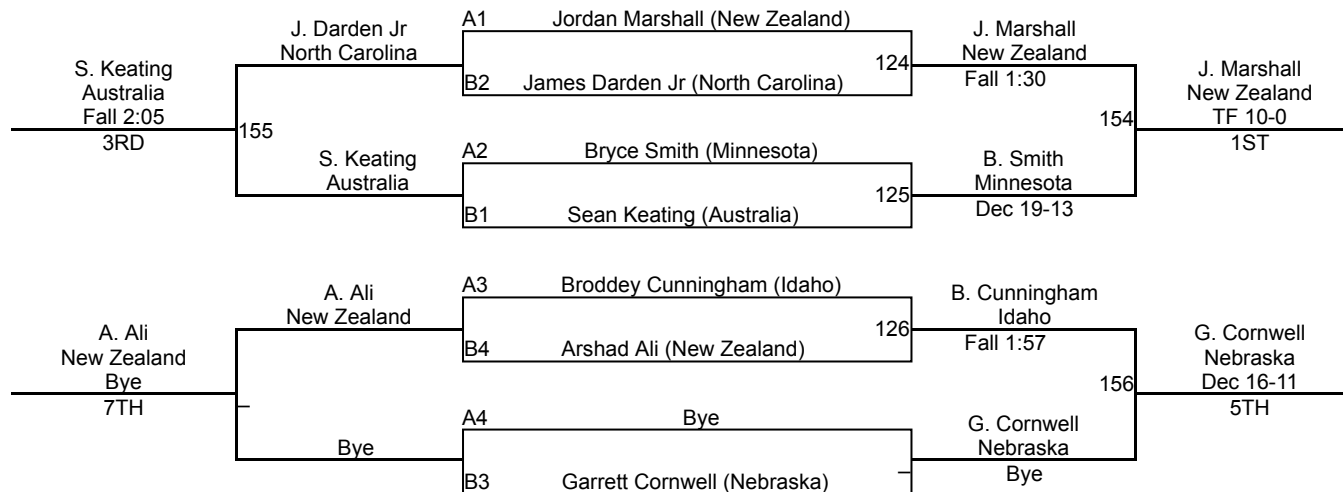 A1 Jordan Marshall (New Zealand)
J. Darden Jr
North Carolina
J. Marshall
New Zealand
124
Fall 1:30
B2 James Darden Jr (North Carolina)
S. Keating
Australia
Fall 2:05
3RD
155
J. Marshall
New Zealand
TF 10-0
1ST
154
A2 Bryce Smith (Minnesota)
S. Keating
Australia
B. Smith
Minnesota
125
Dec 19-13
B1 Sean Keating (Australia)
A3 Broddey Cunningham (Idaho)
A. Ali
New Zealand
B. Cunningham
Idaho
126
Fall 1:57
B4 Arshad Ali (New Zealand)
A. Ali
New Zealand
Bye
7TH
G. Cornwell
Nebraska
Dec 16-11
5TH
156
A4 Bye
Bye
G. Cornwell
Nebraska
Bye
B3 Garrett Cornwell (Nebraska)